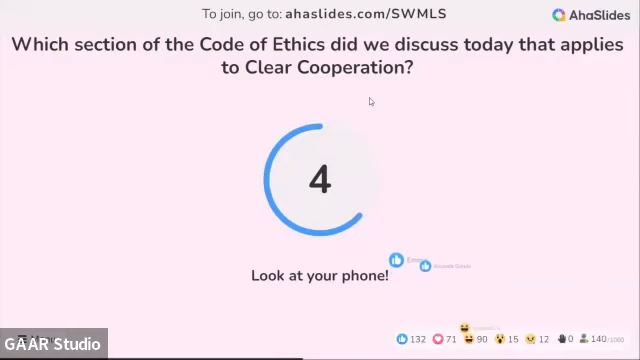 To join, go to: ahaslides.com/SWMLS
AhaSlides
Which section of the Code of Ethics did we discuss today that applies
to Clear Cooperation?
4
Look at your phone!
GAAR Studio
132 71 90 15 12 0 140/1000